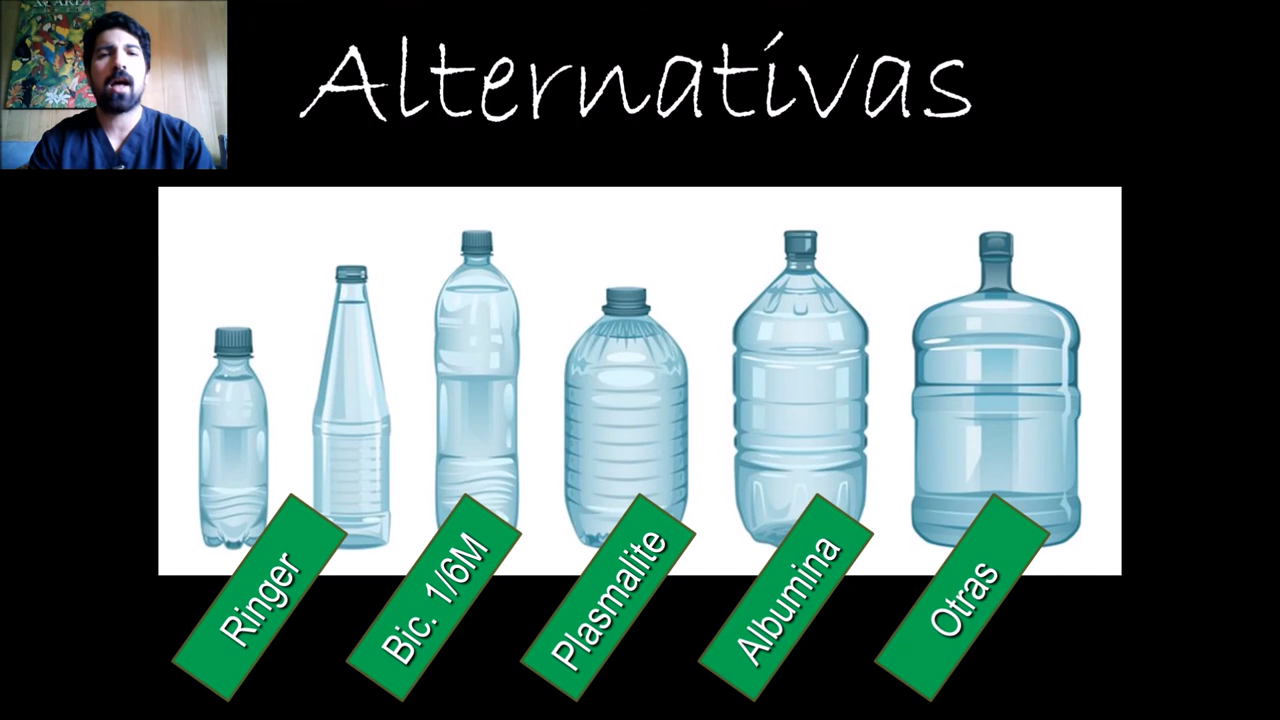 Alternativas
Ringer
Bic. 1/6M
Plasmalite
Albumina
Otras